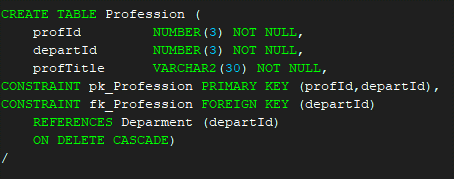 CREATE TABLE Profession (
    profId          NUMBER(3) NOT NULL,
    departId        NUMBER(3) NOT NULL,
    profTitle       VARCHAR2(30) NOT NULL,
CONSTRAINT pk_Profession PRIMARY KEY (profId,departId),
CONSTRAINT fk_Profession FOREIGN KEY (departId)
    REFERENCES Deparment (departId)
    ON DELETE CASCADE)
/